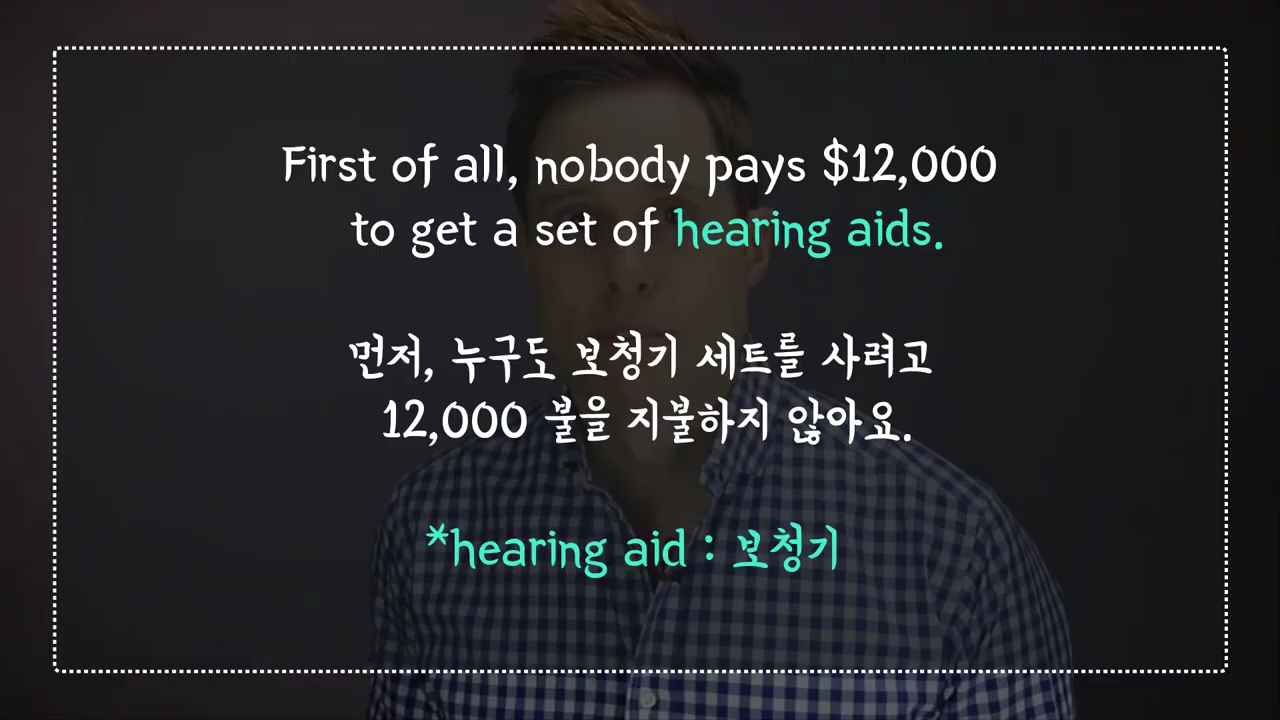 First of all, nobody pays $12,000
to get a set of hearing aids.
먼저, 누구도 보청기 세트를 사려고
12,000 불을 지불하지 않아요.
*hearing aid : 보청기